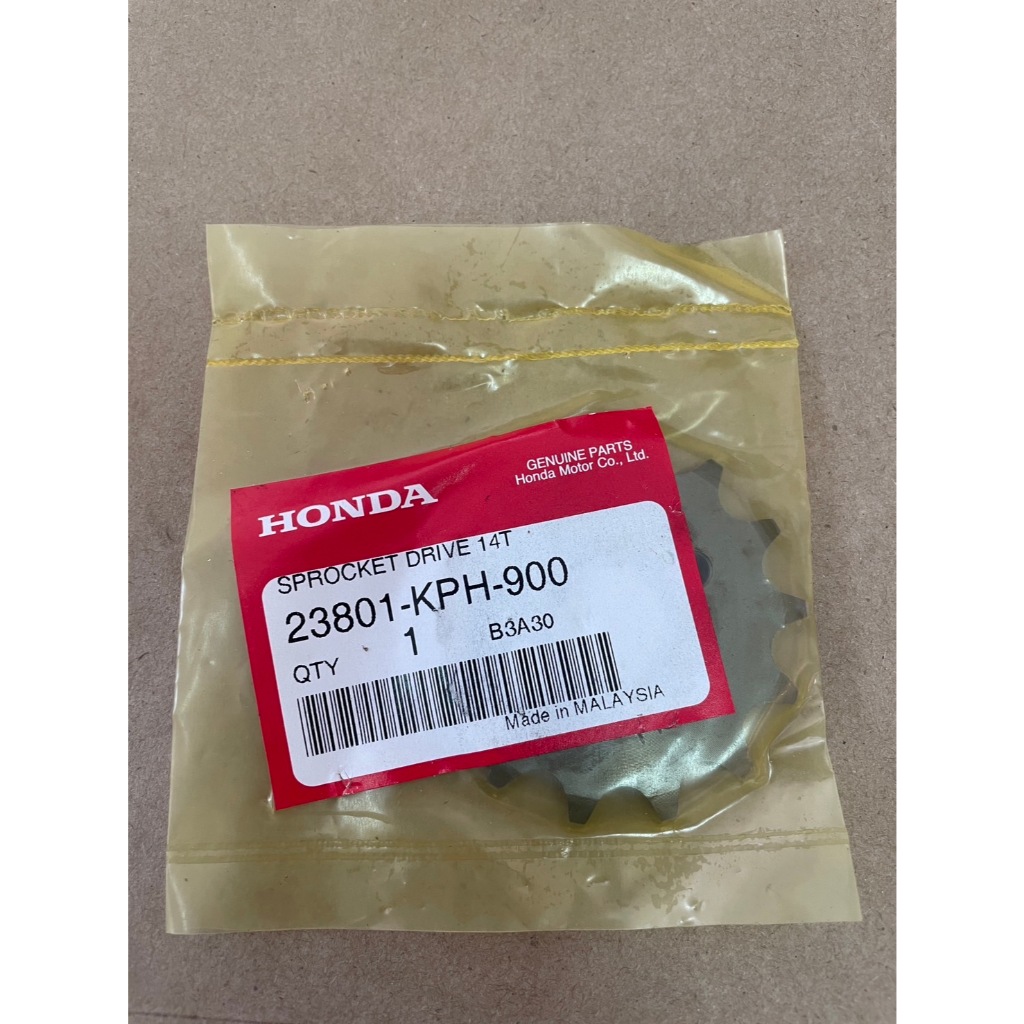 GENUINE PARTS
Honda Motor Co., Ltd.
HONDA
SPROCKET DRIVE 14T
23801-KPH-900
QTY 1 B3A30
Made in MALAYSIA